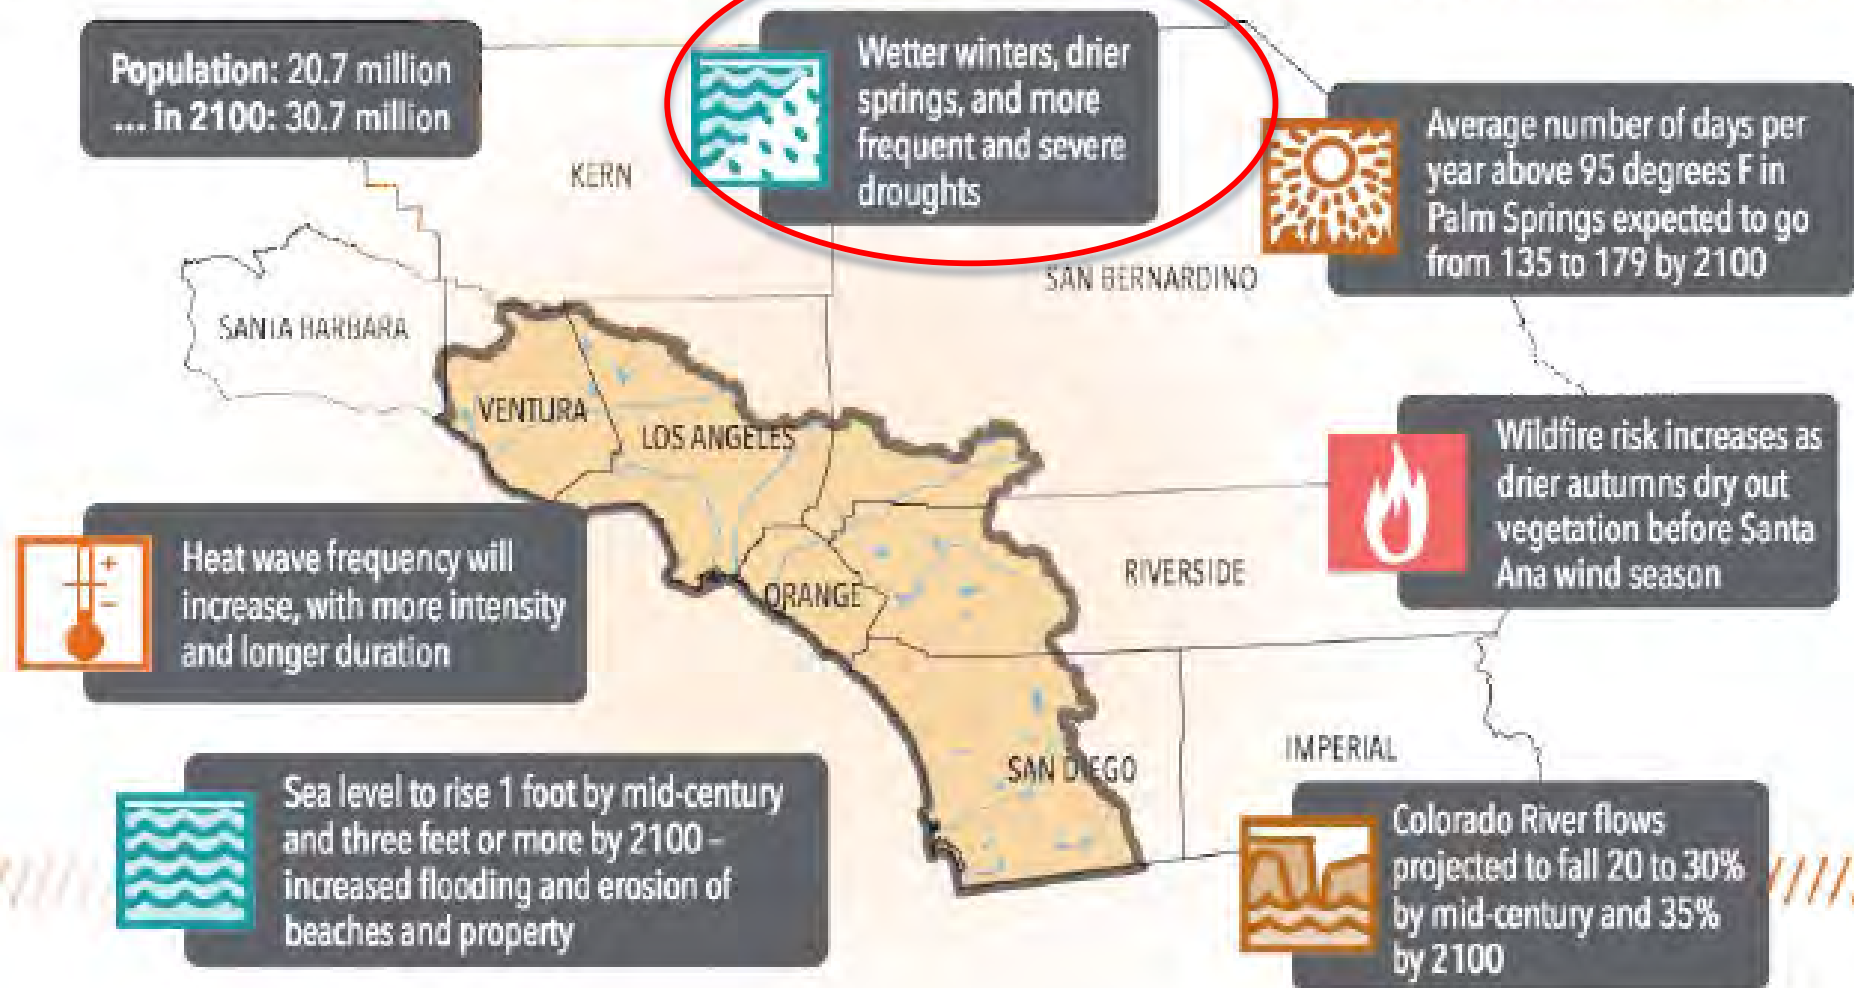 Population: 20.7 million
.... in 2100: 30.7 million
Wetter winters, drier
springs, and more
frequent and severe
droughts
Average number of days per
year above 95 degrees F in
Palm Springs expected to go
from 135 to 179 by 2100
KERN
SAN BERNARDINO
SANTA BARBARA
VENTURA
LOS ANGELES
Wildfire risk increases as
drier autumns dry out
vegetation before Santa
Ana wind season
Heat wave frequency will
increase, with more intensity
and longer duration
ORANGE
RIVERSIDE
SAN DIEGO
IMPERIAL
Sea level to rise 1 foot by mid-century
and three feet or more by 2100 –
increased flooding and erosion of
beaches and property
Colorado River flows
projected to fall 20 to 30%
by mid-century and 35%
by 2100